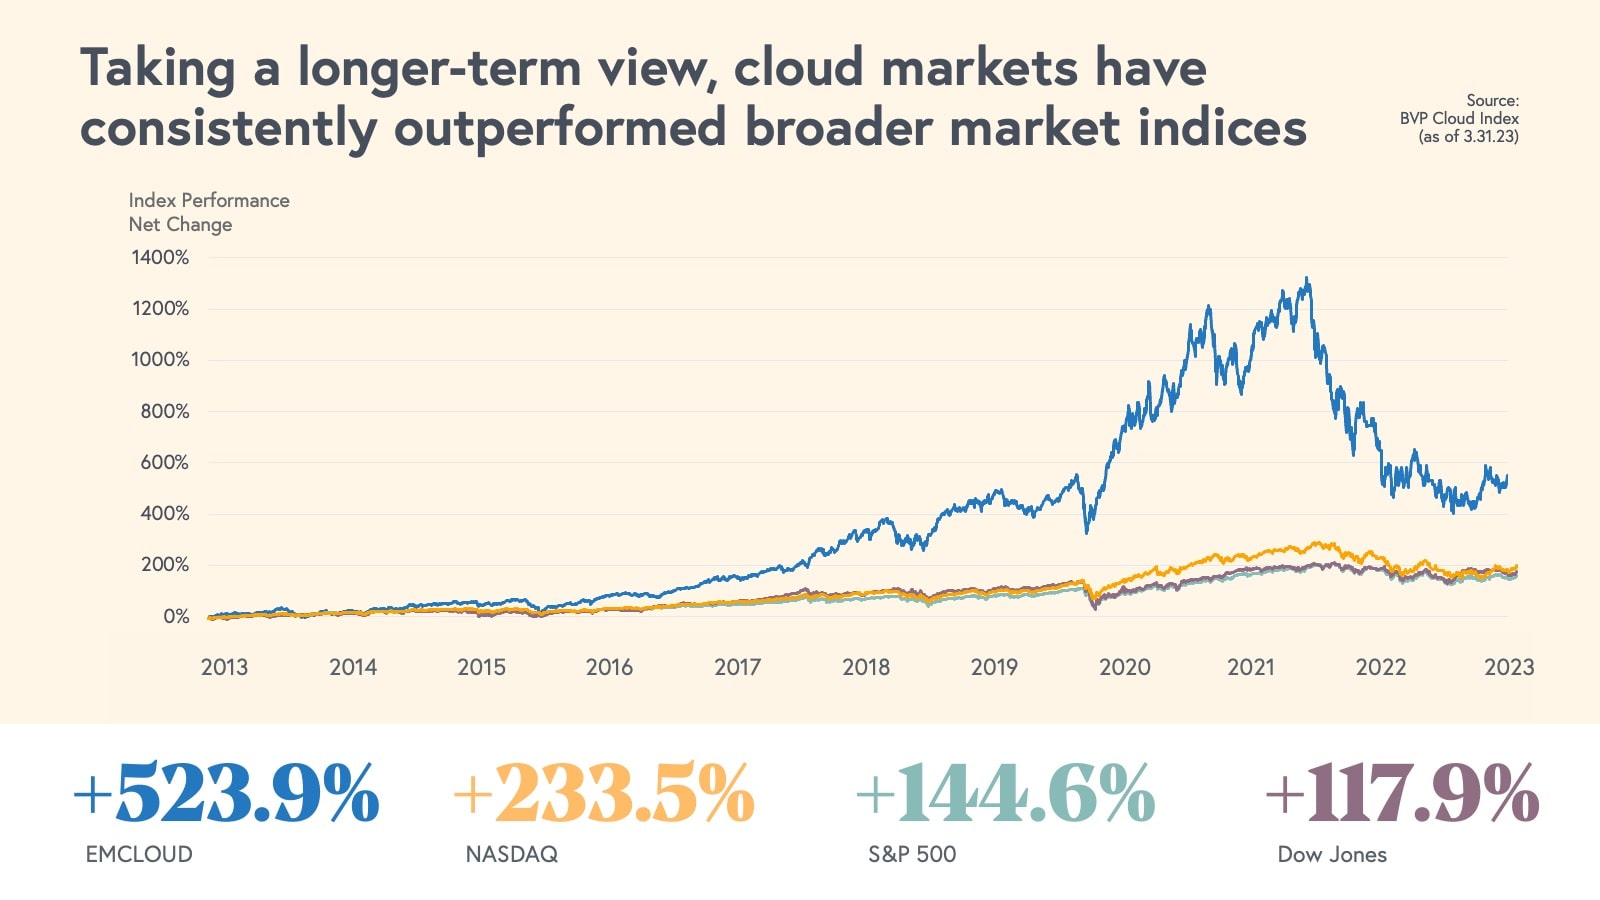 Taking a longer-term view, cloud markets have
consistently outperformed broader market indices
Source:
BVP Cloud Index
(as of 3.31.23)
Index Performance
Net Change
1400%
1200%
1000%
800%
600%
400%
200%
0%
2013 2014 2015 2016 2017 2018 2019 2020 2021 2022 2023
+523.9% +233.5% +144.6% +117.9%
EMCLOUD NASDAQ S&P 500 Dow Jones